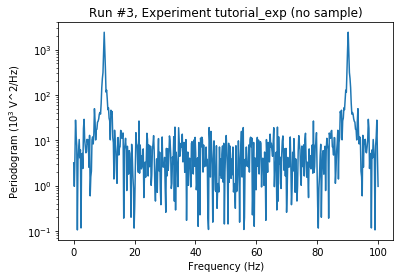 Run #3, Experiment tutorial_exp (no sample)
Periodogram (10³ V^2/Hz)
10³
10²
10¹
10⁰
10⁻¹
0 20 40 60 80 100
Frequency (Hz)